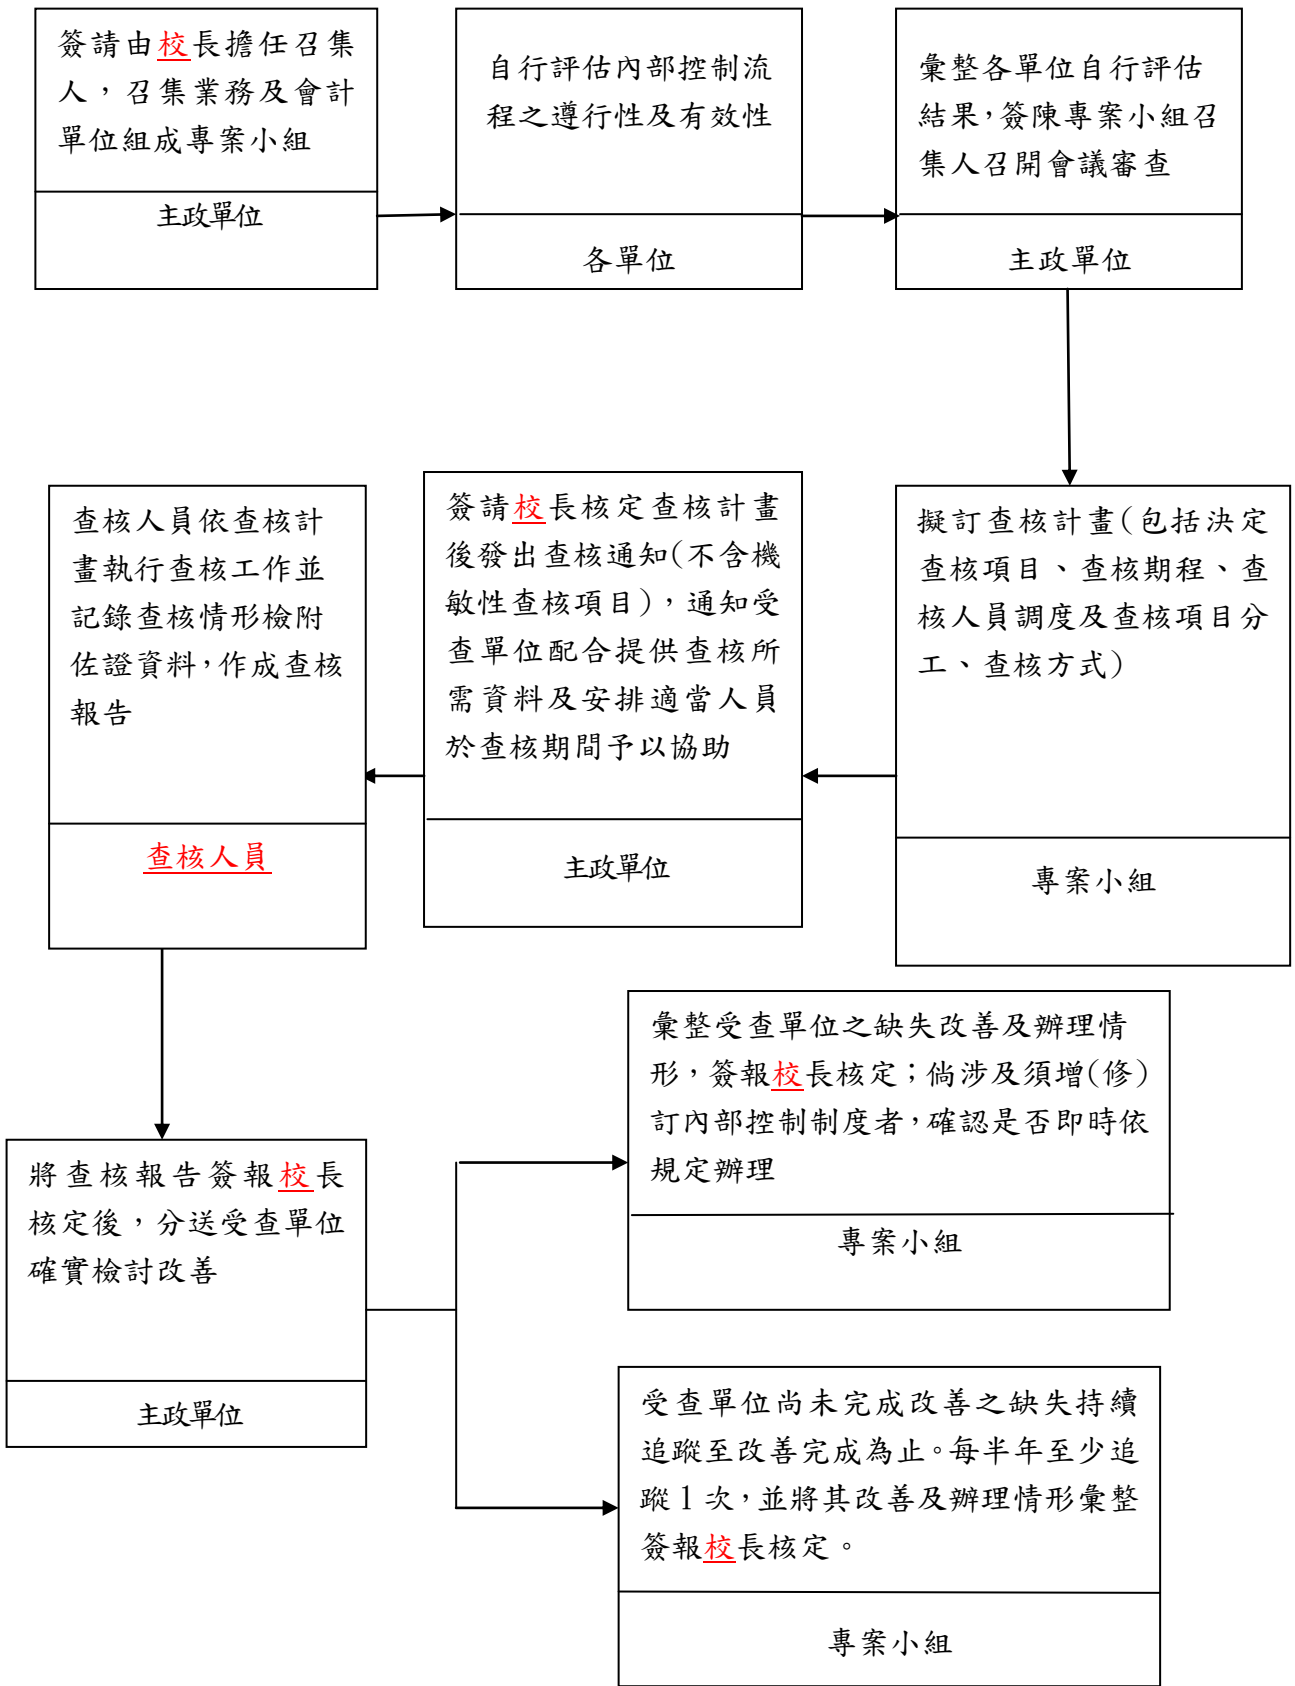 簽請由校長擔任召集
人，召集業務及會計
單位組成專案小組
主政單位
自行評估內部控制流
程之遵行性及有效性
各單位
彙整各單位自行評估
結果，簽陳專案小組召
集人召開會議審查
主政單位
擬訂查核計畫(包括決定
查核項目、查核期程、查
核人員調度及查核項目分
工、查核方式)
專案小組
簽請校長核定查核計畫
後發出查核通知(不含機
敏性查核項目)，通知受
查單位配合提供查核所
需資料及安排適當人員
於查核期間予以協助
主政單位
查核人員依查核計
畫執行查核工作並
記錄查核情形檢附
佐證資料，作成查核
報告
查核人員
將查核報告簽報校長
核定後，分送受查單位
確實檢討改善
主政單位
彙整受查單位之缺失改善及辦理情
形，簽報校長核定；倘涉及須增(修)
訂內部控制制度者，確認是否即時依
規定辦理
專案小組
受查單位尚未完成改善之缺失持續
追蹤至改善完成為止。每半年至少追
蹤1次，並將其改善及辦理情形彙整
簽報校長核定。
專案小組